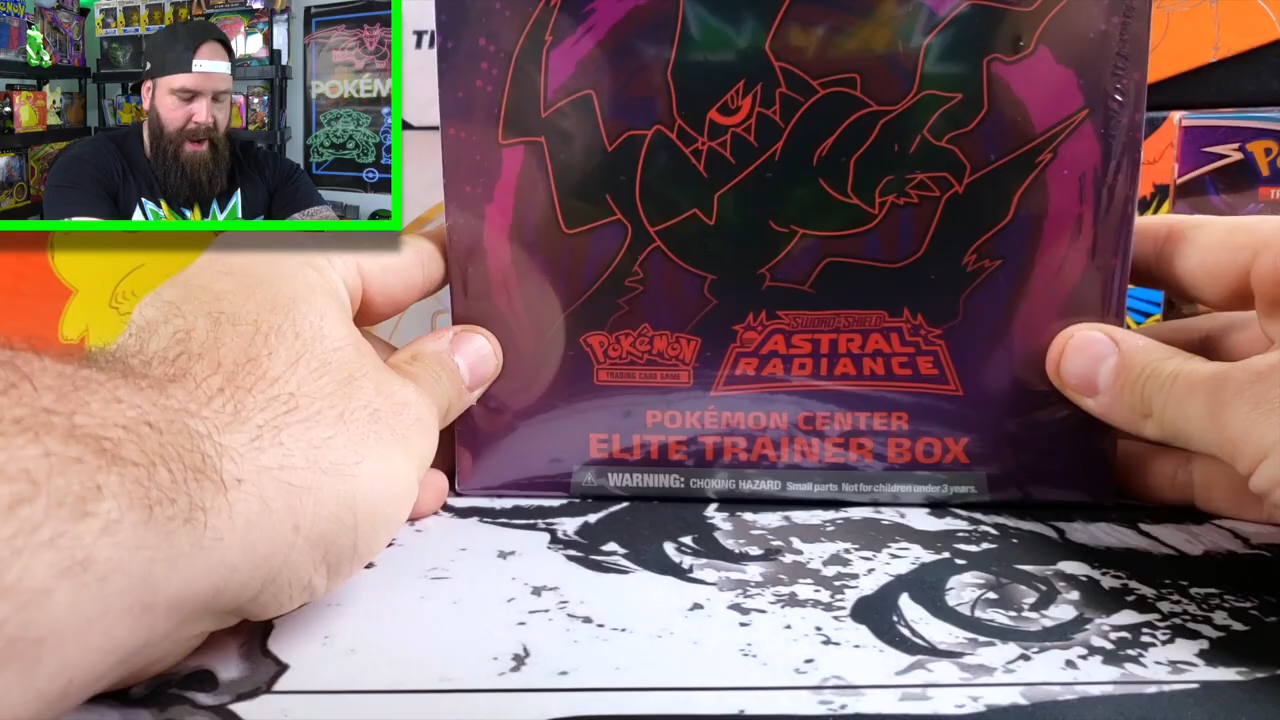 POKÉM
Pokémon
TRADING CARD GAME
SWORD & SHIELD
ASTRAL
RADIANCE
POKÉMON CENTER
ELITE TRAINER BOX
WARNING: CHOKING HAZARD Small parts Not for children under 3 years.